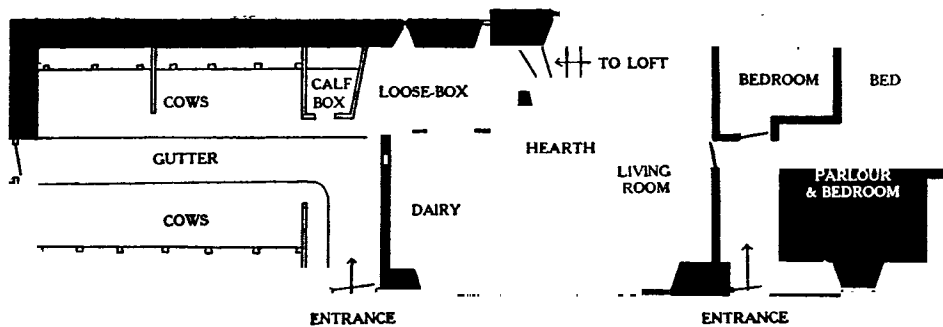 TO LOFT
BEDROOM
BED
CALF
BOX
LOOSE-BOX
COWS
HEARTH
GUTTER
LIVING
ROOM
PARLOUR
& BEDROOM
DAIRY
COWS
ENTRANCE
ENTRANCE